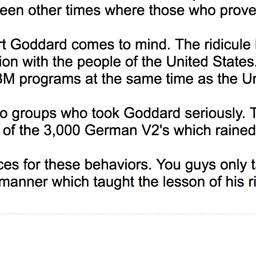 een other times where those who prove
rt Goddard comes to mind. The ridicule
ion with the people of the United States.
BM programs at the same time as the Un
o groups who took Goddard seriously. T
of the 3,000 German V2's which rained
ces for these behaviors. You guys only t
manner which taught the lesson of his ri